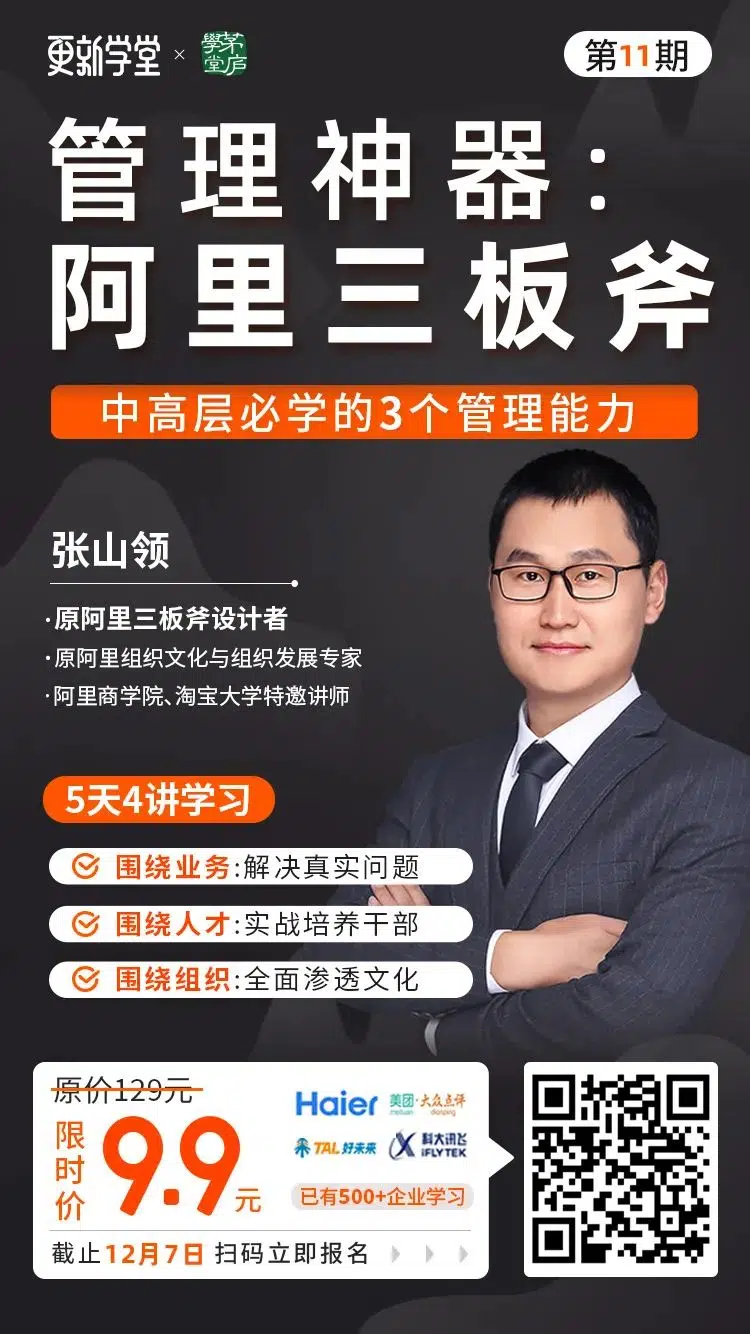 更新学堂 × 茅庐学堂
第11期
管理神器:
阿里三板斧
中高层必学的3个管理能力
张山领
·原阿里三板斧设计者
·原阿里组织文化与组织发展专家
·阿里商学院、淘宝大学特邀讲师
5天4讲学习
围绕业务:解决真实问题
围绕人才:实战培养干部
围绕组织:全面渗透文化
原价129元
限时价 9.9元
Haier 美团·大众点评
meituan dianping
TAL 好未来 科大讯飞
iFLYTEK
已有500+企业学习
截止12月7日 扫码立即报名